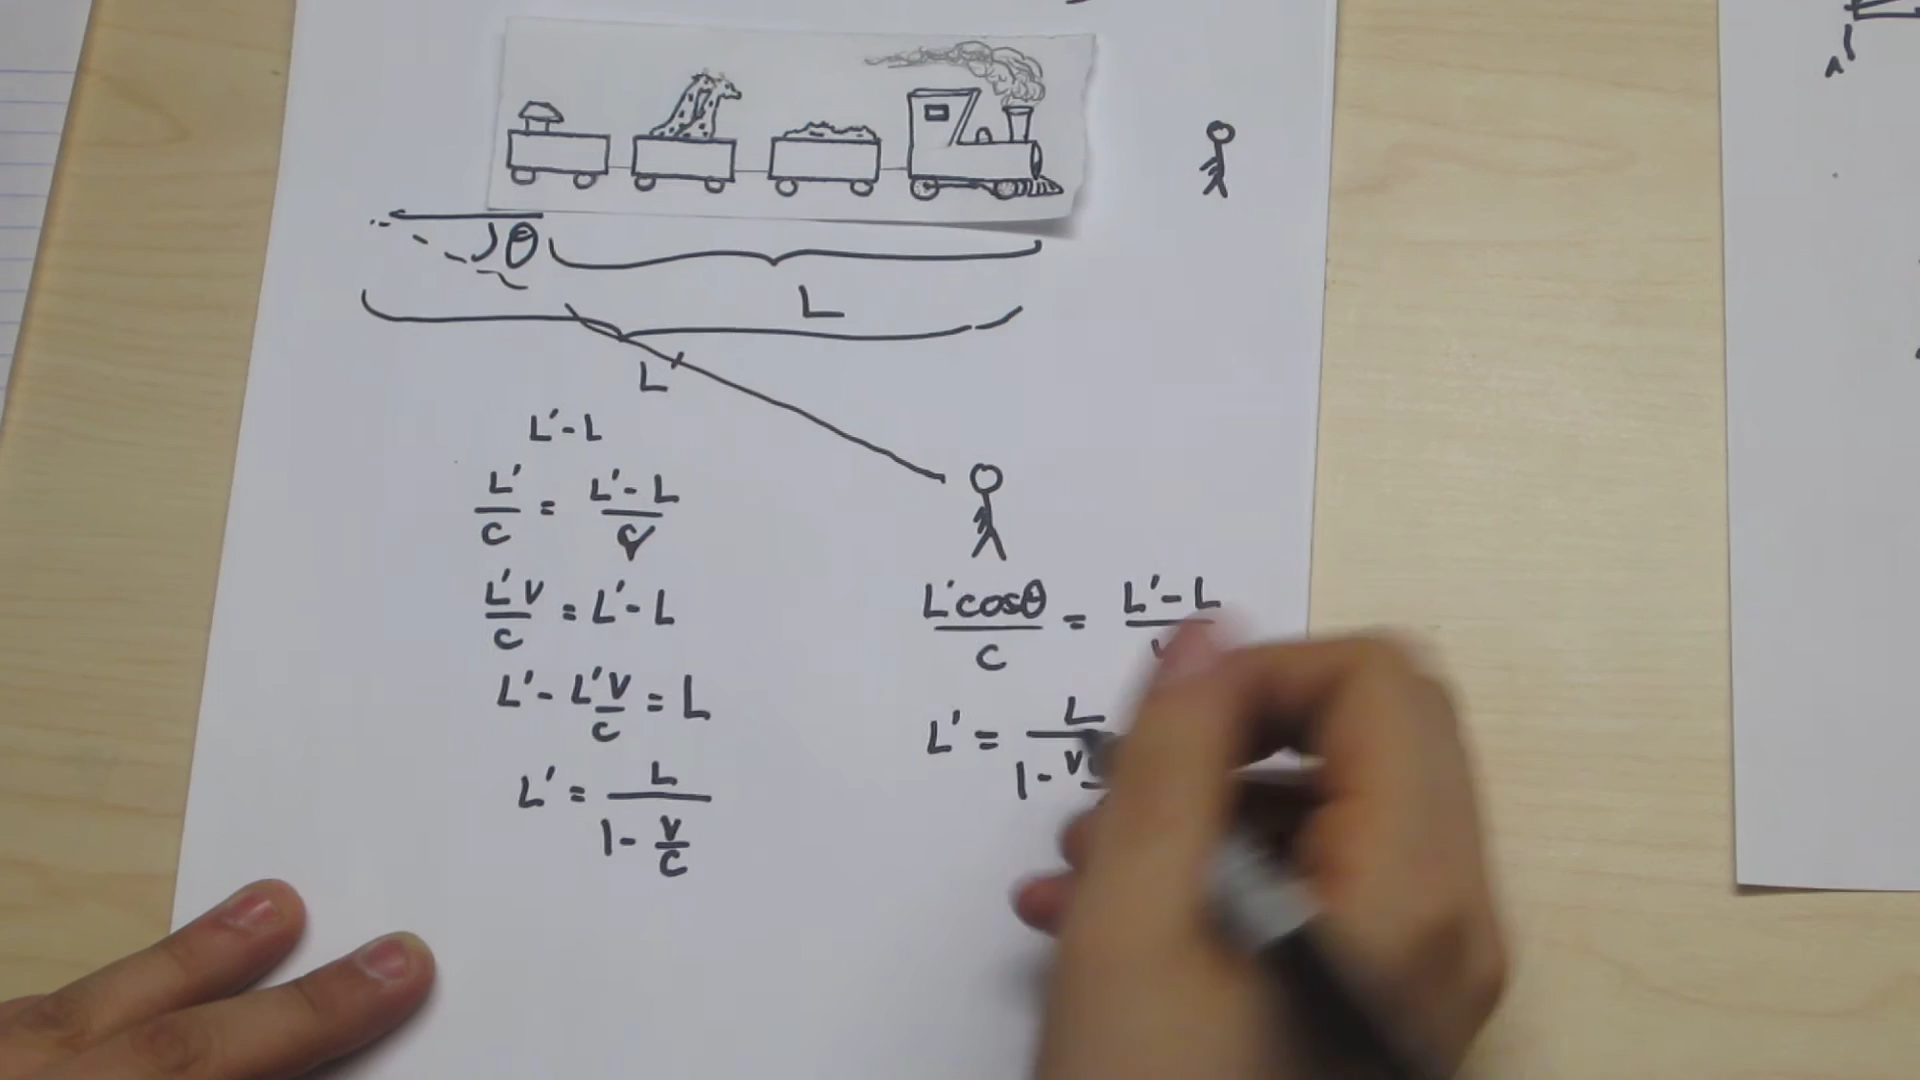 θ
L
L'
L'-L
L'/c = L'-L/v
L'v/c = L'-L
L' - L'v/c = L
L' = L/1 - v/c
L'cosθ/c = L'-L
L' = L/1 - v